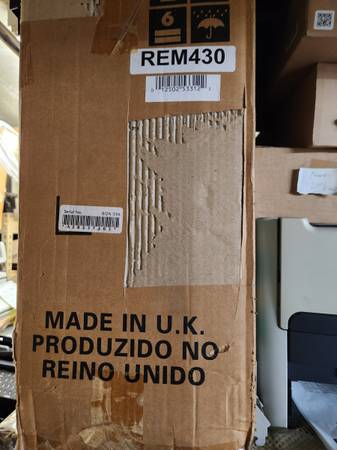 6
REM430
MADE IN U.K.
PRODUZIDO NO
REINO UNIDO